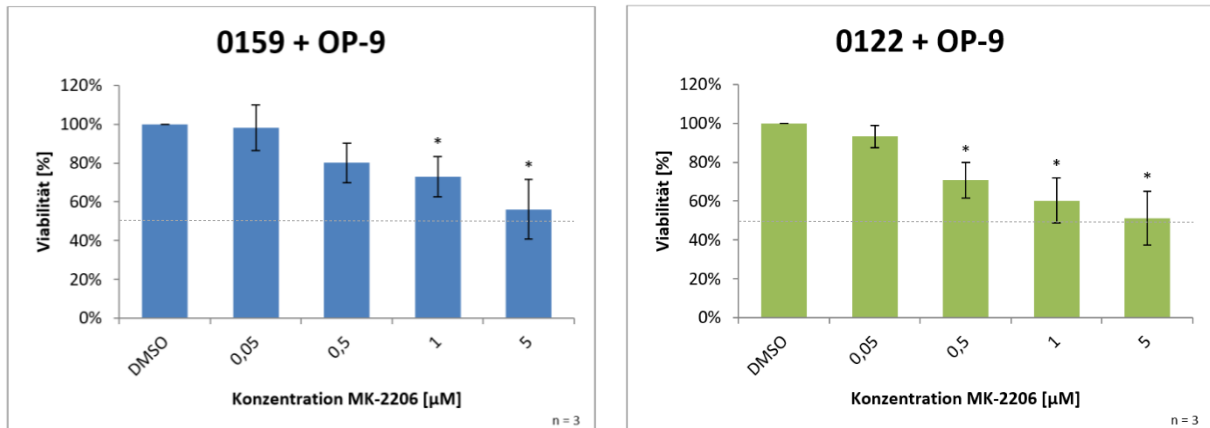 0159 + OP-9
120%
100%
80%
60%
40%
20%
0%
Viabilität [%]
*
*
DMSO
0,05
0,5
1
5
Konzentration MK-2206 [µM]
n = 3
0122 + OP-9
120%
100%
80%
60%
40%
20%
0%
Viabilität [%]
*
*
*
DMSO
0,05
0,5
1
5
Konzentration MK-2206 [µM]
n = 3